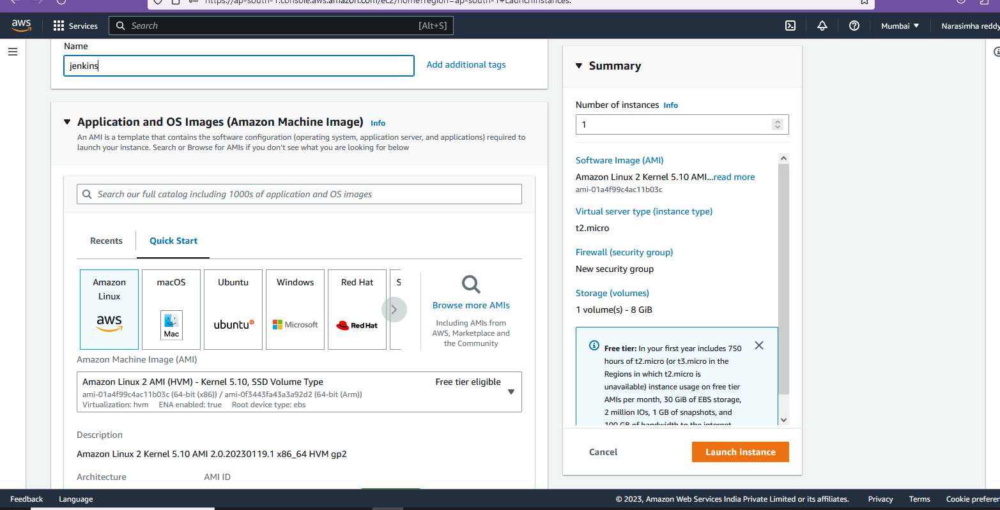 https://ap-south-1.console.aws.amazon.com/ec2/home?region=ap-south-1#LaunchInstances:
aws
Services
Search
[Alt+S]
Mumbai
Narasimha reddy
Name
jenkins
Add additional tags
Application and OS Images (Amazon Machine Image) Info
An AMI is a template that contains the software configuration (operating system, application server, and applications) required to
launch your instance. Search or Browse for AMIs if you don't see what you are looking for below
Search our full catalog including 1000s of application and OS images
Recents
Quick Start
Amazon
Linux
aws
macOS
Mac
Ubuntu
ubuntu
Windows
Microsoft
Red Hat
Red Hat
S
Browse more AMIs
Including AMIs from
AWS, Marketplace and
the Community
Amazon Machine Image (AMI)
Amazon Linux 2 AMI (HVM) - Kernel 5.10, SSD Volume Type
Free tier eligible
ami-01a4f99c4ac11b03c (64-bit (x86)) / ami-0f3443fa43a3a92d2 (64-bit (Arm))
Virtualization: hvm ENA enabled: true Root device type: ebs
Description
Amazon Linux 2 Kernel 5.10 AMI 2.0.20230119.1 x86_64 HVM gp2
Architecture
AMI ID
Summary
Number of instances Info
1
Software Image (AMI)
Amazon Linux 2 Kernel 5.10 AMI...read more
ami-01a4f99c4ac11b03c
Virtual server type (instance type)
t2.micro
Firewall (security group)
New security group
Storage (volumes)
1 volume(s) - 8 GiB
Free tier: In your first year includes 750
hours of t2.micro (or t3.micro in the
Regions in which t2.micro is
unavailable) instance usage on free tier
AMIs per month, 30 GiB of EBS storage,
2 million IOs, 1 GB of snapshots, and
100 GB of bandwidth to the internet.
Cancel
Launch instance
Feedback
Language
© 2023, Amazon Web Services India Private Limited or its affiliates.
Privacy
Terms
Cookie preferen